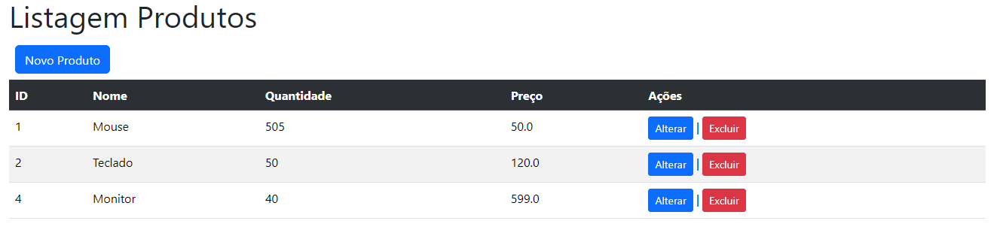 Listagem Produtos
Novo Produto
ID Nome Quantidade Preço Ações
1 Mouse 505 50.0 Alterar | Excluir
2 Teclado 50 120.0 Alterar | Excluir
4 Monitor 40 599.0 Alterar | Excluir